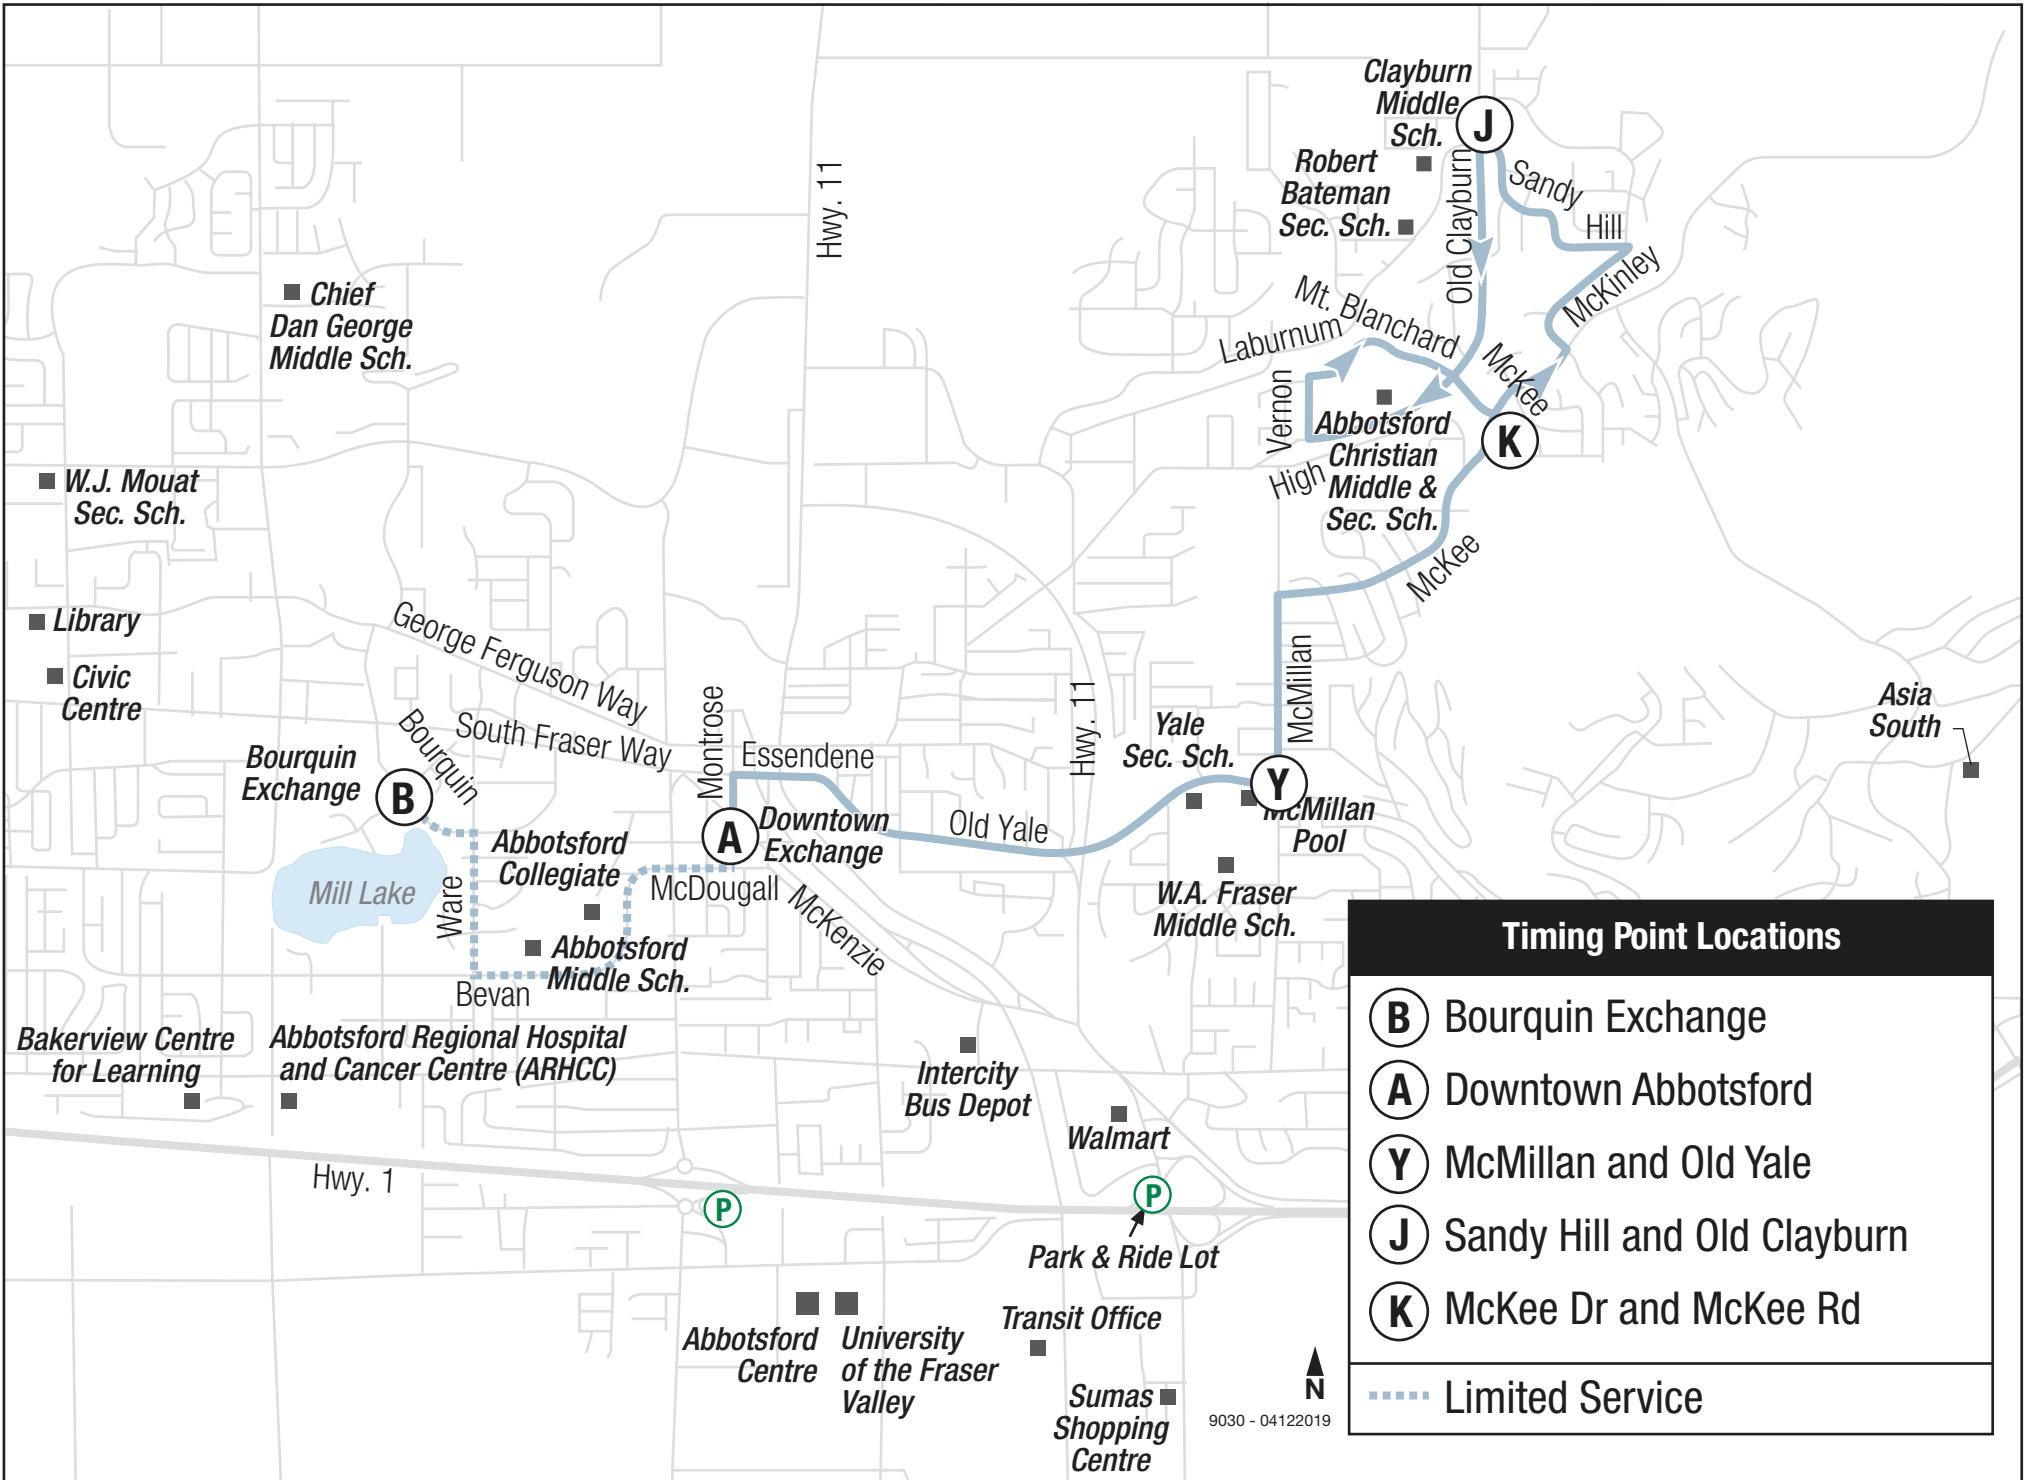 Clayburn
Middle
Sch.
J
Robert
Bateman
Sec. Sch.
Old Clayburn
Sandy
Hill
McKinley
Hwy. 11
Chief
Dan George
Middle Sch.
Mt. Blanchard
Laburnum
McKee
Vernon
High
Abbotsford
Christian
Middle &
Sec. Sch.
K
McKee
W.J. Mouat
Sec. Sch.
Library
Civic
Centre
George Ferguson Way
South Fraser Way
Bourquin
Bourquin
Exchange
B
Montrose
Essendene
A
Downtown
Exchange
Old Yale
Hwy. 11
McMillan
Yale
Sec. Sch.
Y
McMillan
Pool
Asia
South
Mill Lake
Ware
Abbotsford
Collegiate
McDougall
McKenzie
W.A. Fraser
Middle Sch.
Abbotsford
Middle Sch.
Bevan
Bakerview Centre
for Learning
Abbotsford Regional Hospital
and Cancer Centre (ARHCC)
Intercity
Bus Depot
Walmart
Hwy. 1
P
P
Park & Ride Lot
Abbotsford
Centre
University
of the Fraser
Valley
Transit Office
Sumas
Shopping
Centre
N
9030 - 04122019
Timing Point Locations
B Bourquin Exchange
A Downtown Abbotsford
Y McMillan and Old Yale
J Sandy Hill and Old Clayburn
K McKee Dr and McKee Rd
Limited Service